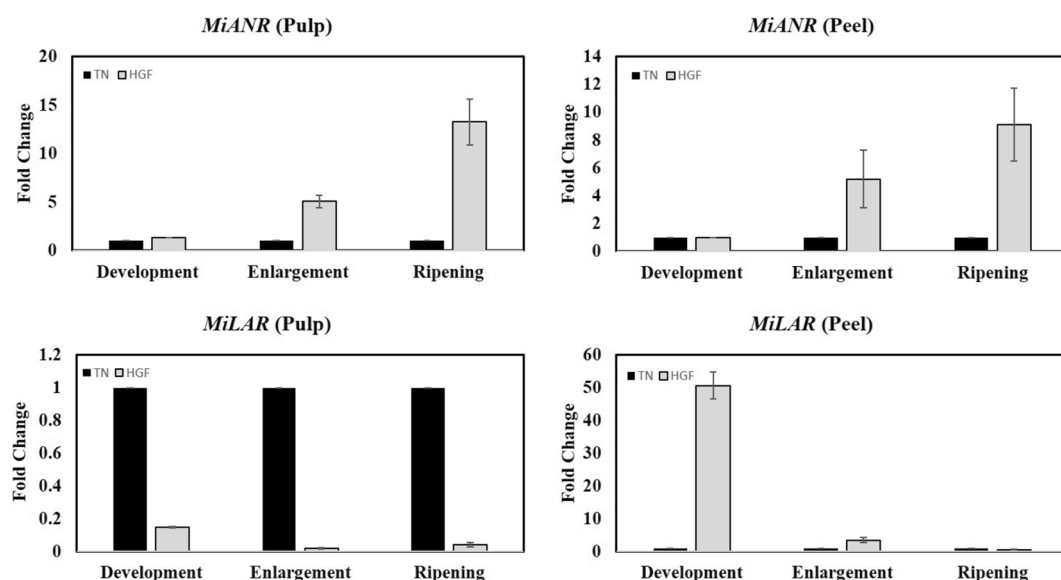 MiANR (Pulp)
20
15
10
5
0
Fold Change
TN HGF
Development Enlargement Ripening
MiANR (Peel)
14
12
10
8
6
4
2
0
Fold Change
TN HGF
Development Enlargement Ripening
MiLAR (Pulp)
1.2
1
0.8
0.6
0.4
0.2
0
Fold Change
TN HGF
Development Enlargement Ripening
MiLAR (Peel)
60
50
40
30
20
10
0
Fold Change
TN HGF
Development Enlargement Ripening